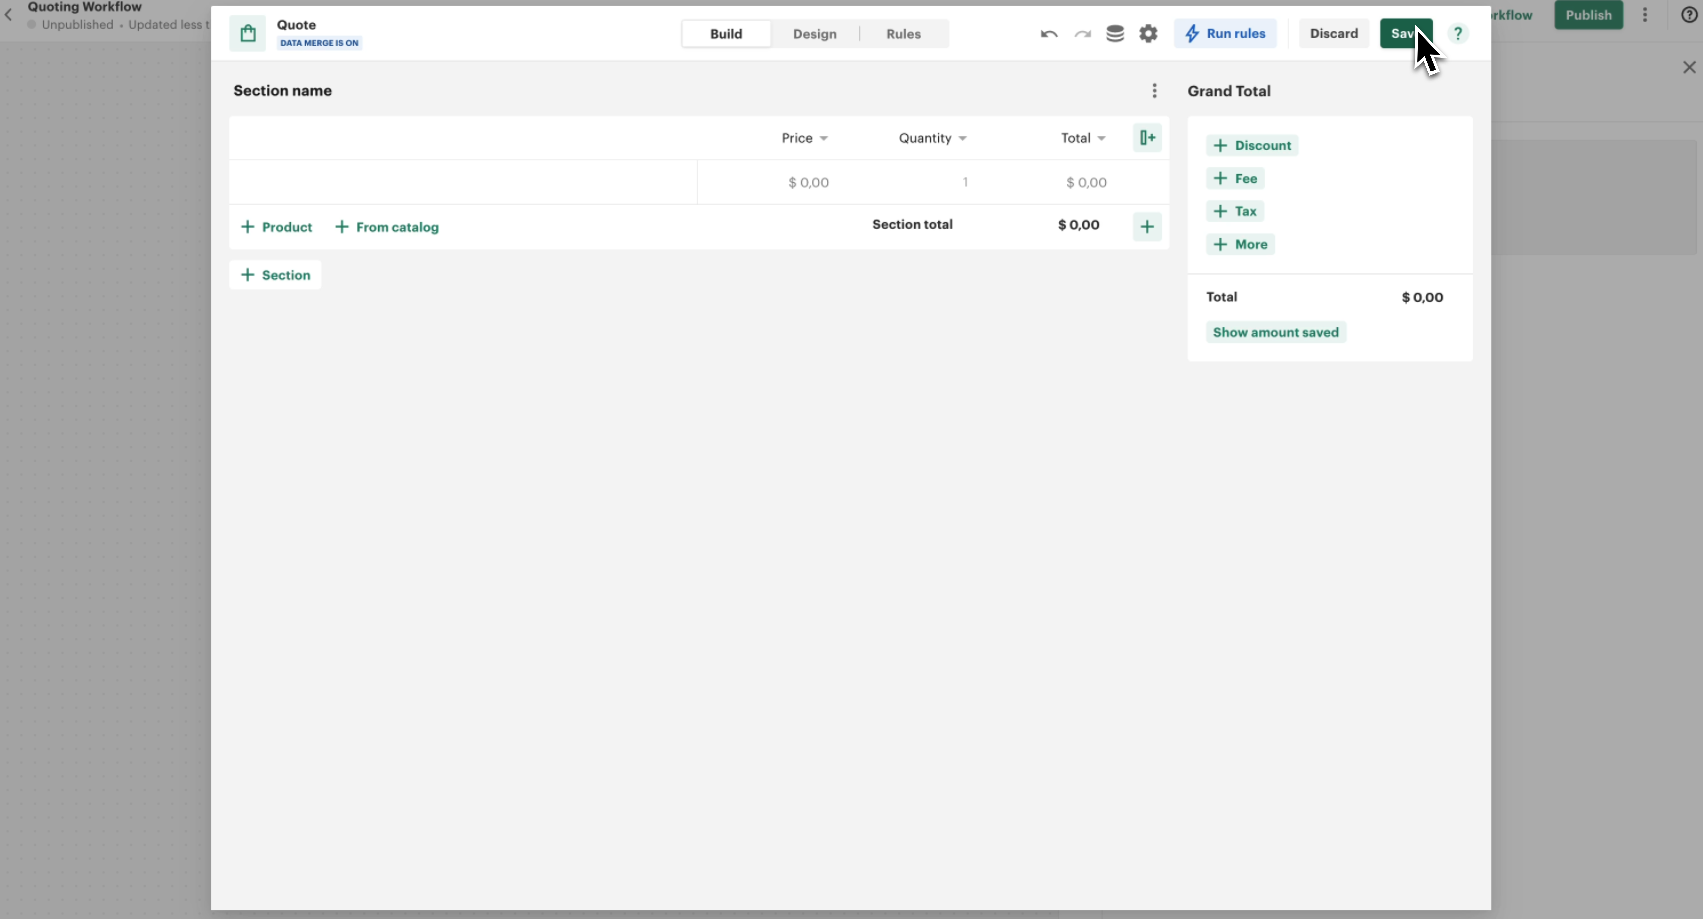 Quoting Workflow
Unpublished • Updated less t
Quote
DATA MERGE IS ON
Build
Design
Rules
Run rules
Discard
Sav
?
rkflow
Publish
?
Section name
Price
Quantity
Total
$ 0,00
1
$ 0,00
+ Product
+ From catalog
Section total
$ 0,00
+ Section
Grand Total
+ Discount
+ Fee
+ Tax
+ More
Total
$ 0,00
Show amount saved